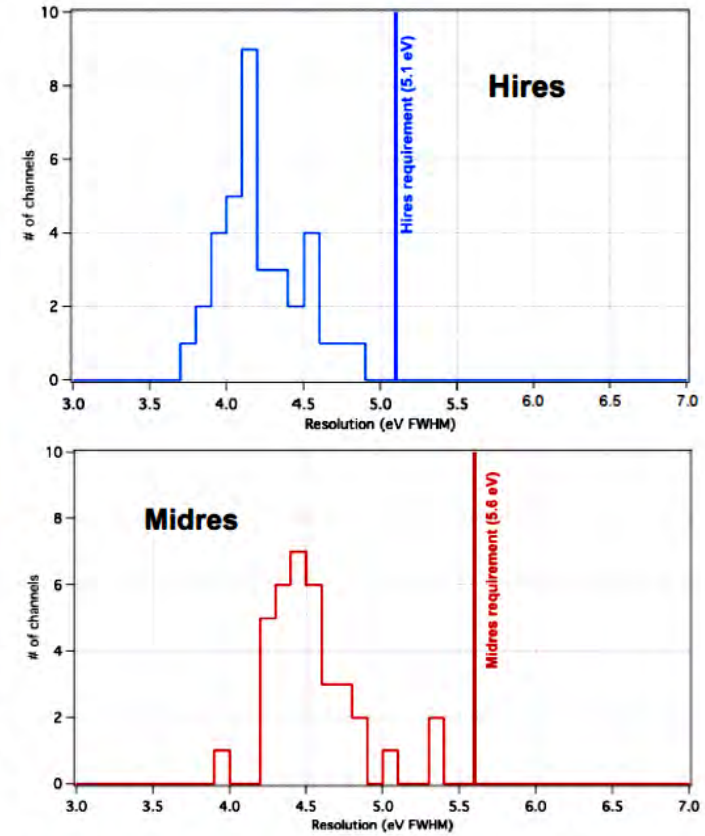 10
8
6
4
2
0
# of channels
Hires
Hires requirement (5.1 eV)
3.0 3.5 4.0 4.5 5.0 5.5 6.0 6.5 7.0
Resolution (eV FWHM)
10
8
6
4
2
0
# of channels
Midres
Midres requirement (5.6 eV)
3.0 3.5 4.0 4.5 5.0 5.5 6.0 6.5 7.0
Resolution (eV FWHM)